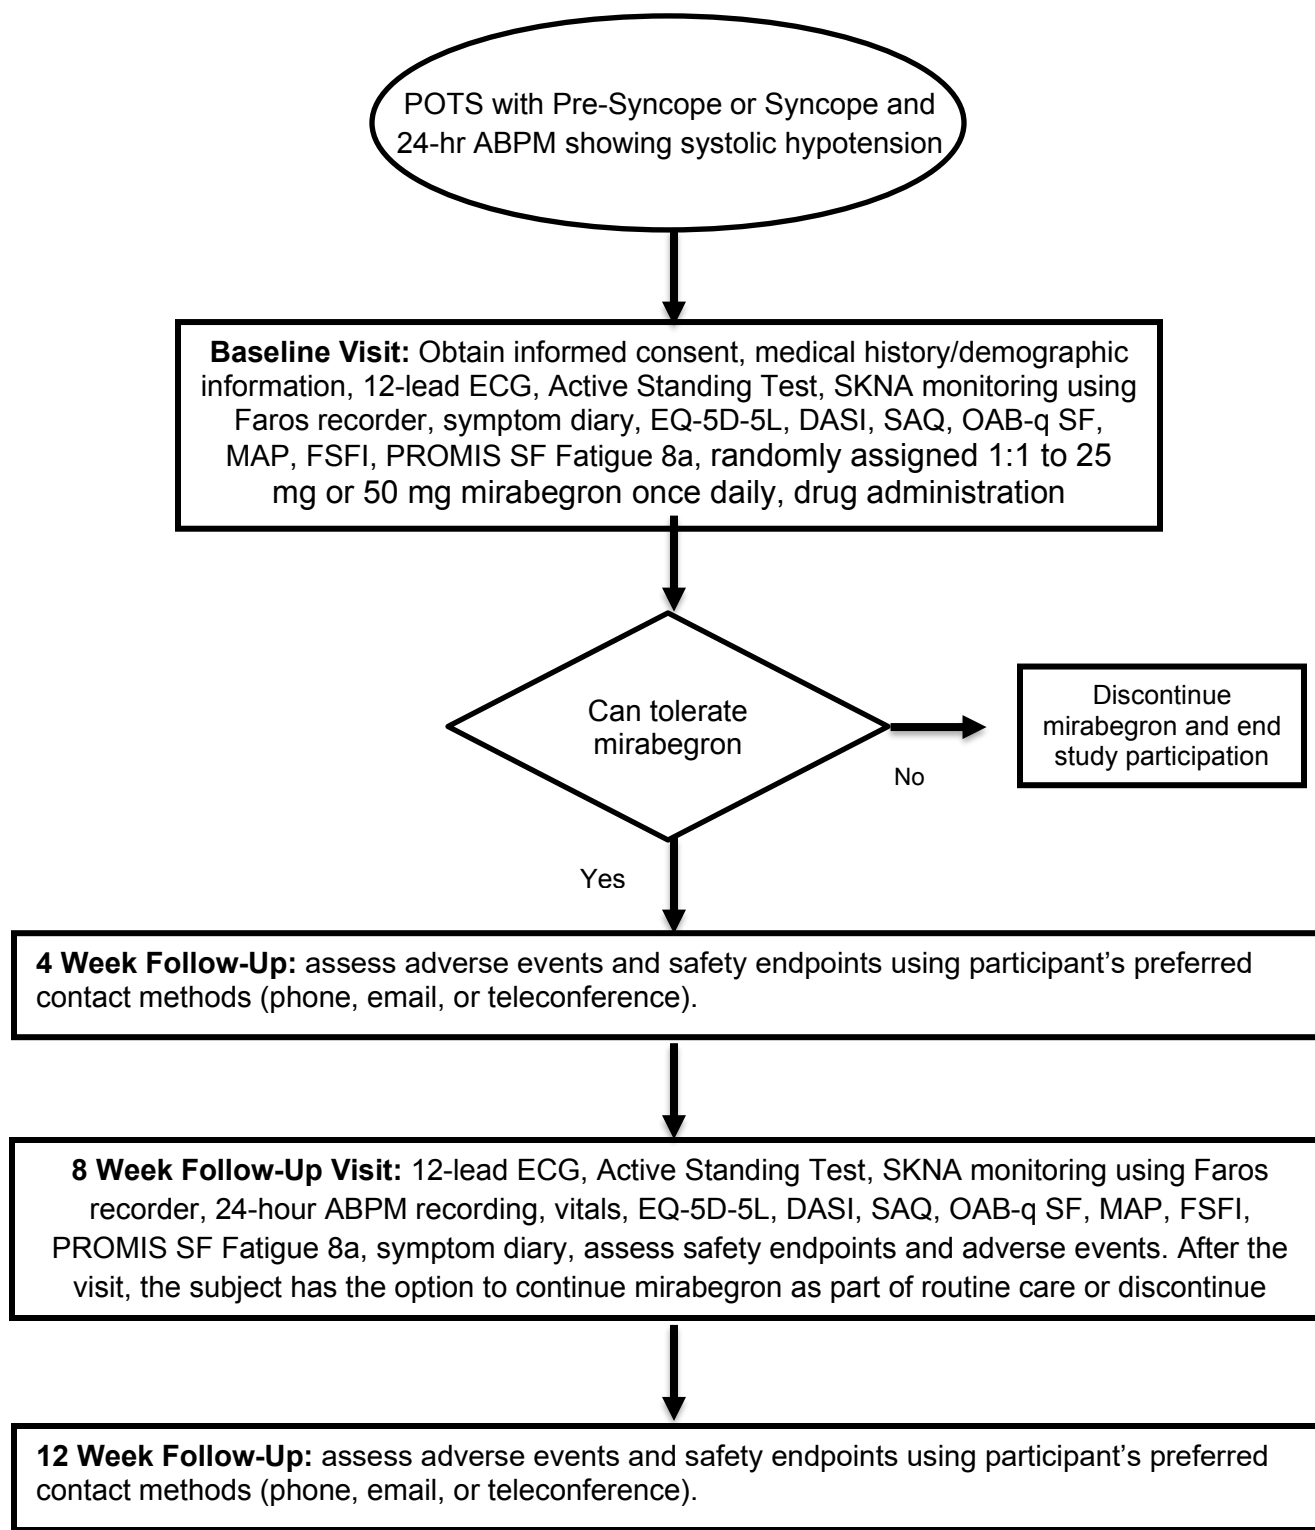 POTS with Pre-Syncope or Syncope and
24-hr ABPM showing systolic hypotension
Baseline Visit: Obtain informed consent, medical history/demographic
information, 12-lead ECG, Active Standing Test, SKNA monitoring using
Faros recorder, symptom diary, EQ-5D-5L, DASI, SAQ, OAB-q SF,
MAP, FSFI, PROMIS SF Fatigue 8a, randomly assigned 1:1 to 25
mg or 50 mg mirabegron once daily, drug administration
Can tolerate
mirabegron
No
Discontinue
mirabegron and end
study participation
Yes
4 Week Follow-Up: assess adverse events and safety endpoints using participant’s preferred
contact methods (phone, email, or teleconference).
8 Week Follow-Up Visit: 12-lead ECG, Active Standing Test, SKNA monitoring using Faros
recorder, 24-hour ABPM recording, vitals, EQ-5D-5L, DASI, SAQ, OAB-q SF, MAP, FSFI,
PROMIS SF Fatigue 8a, symptom diary, assess safety endpoints and adverse events. After the
visit, the subject has the option to continue mirabegron as part of routine care or discontinue
12 Week Follow-Up: assess adverse events and safety endpoints using participant’s preferred
contact methods (phone, email, or teleconference).